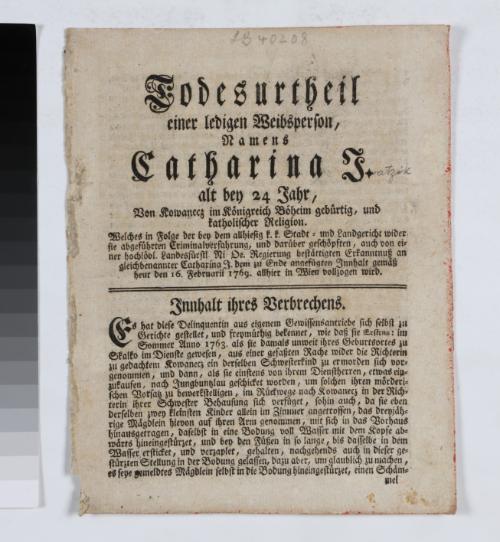 LB 40208
Todesurtheil
einer ledigen Weibsperson,
Namens
Catharina J.
alt bey 24 Jahr,
Von Kowanecz im Königreich Böheim gebürtig, und
katholischer Religion.
Welches in Folge der bey dem allhiesig k. k. Stadt- und Landgericht wider
sie abgeführten Criminalverfahrung, und darüber geschöpften, auch von ei-
ner hochlöbl. Landesfürstl. Ni. Oe. Regierung bestättigten Erkanntnuß an
gleichbenannter Catharina J. dem zu Ende angefügten Innhalt gemäß
heut den 16. Februarii 1769. allhier in Wien vollzogen wird.
Innhalt ihres Verbrechens.
Es hat diese Delinquentin aus eigenem Gewissensantriebe sich selbst zu
Gerichte gestellet, und freymüthig bekennet, wie daß sie Erstens: im
Sommer Anno 1763. als sie damals unweit ihres Geburtsortes zu
Skalko im Dienste gewesen, aus einer gefaßten Rache wider die Richterin
zu gedachtem Kowanecz ein derselben Schwesterkind zu ermorden sich vor-
genommen, und dann, als sie einstens von ihrem Dienstherren, etwas ein-
zukaufen, nach Jungbuntzlau geschicket worden, um solchen ihren mörderi-
schen Vorsatz zu bewerkstelligen, im Rückwege nach Kowanecz in der Rich-
terin ihrer Schwester Behausung sich verfüget, sohin auch, da sie eben
derselben zwey kleinsten Kinder allein im Zimmer angetroffen, das dreyjäh-
rige Mägdlein hievon auf ihren Arm genommen, mit sich in das Vorhaus
hinausgetragen, daselbst in eine Bodung voll Wasser mit dem Kopfe ab-
wärts hineingestürzet, und bey den Füßen in so lange, bis dasselbe in dem
Wasser ersticket, und verzaplet, gehalten, nachgehends auch in dieser ge-
stürzten Stellung in der Bodung gelassen, dazu aber, um glaublich zu machen,
es seye gemeldtes Mägdlein selbst in die Bodung hineingestürzet, einen Schäm-
mel